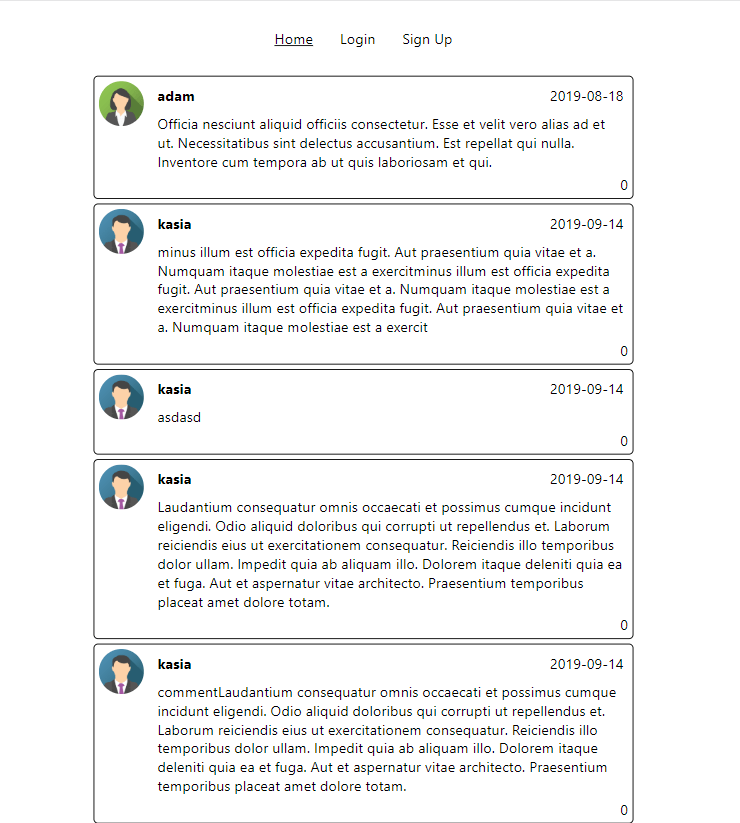 Home Login Sign Up
adam 2019-08-18
Officia nesciunt aliquid officiis consectetur. Esse et velit vero alias ad et
ut. Necessitatibus sint delectus accusantium. Est repellat qui nulla.
Inventore cum tempora ab ut quis laboriosam et qui.
0
kasia 2019-09-14
minus illum est officia expedita fugit. Aut praesentium quia vitae et a.
Numquam itaque molestiae est a exercitminus illum est officia expedita
fugit. Aut praesentium quia vitae et a. Numquam itaque molestiae est a
exercitminus illum est officia expedita fugit. Aut praesentium quia vitae et
a. Numquam itaque molestiae est a exercit
0
kasia 2019-09-14
asdasd
0
kasia 2019-09-14
Laudantium consequatur omnis occaecati et possimus cumque incidunt
eligendi. Odio aliquid doloribus qui corrupti ut repellendus et. Laborum
reiciendis eius ut exercitationem consequatur. Reiciendis illo temporibus
dolor ullam. Impedit quia ab aliquam illo. Dolorem itaque deleniti quia ea
et fuga. Aut et aspernatur vitae architecto. Praesentium temporibus
placeat amet dolore totam.
0
kasia 2019-09-14
commentLaudantium consequatur omnis occaecati et possimus cumque
incidunt eligendi. Odio aliquid doloribus qui corrupti ut repellendus et.
Laborum reiciendis eius ut exercitationem consequatur. Reiciendis illo
temporibus dolor ullam. Impedit quia ab aliquam illo. Dolorem itaque
deleniti quia ea et fuga. Aut et aspernatur vitae architecto. Praesentium
temporibus placeat amet dolore totam.
0